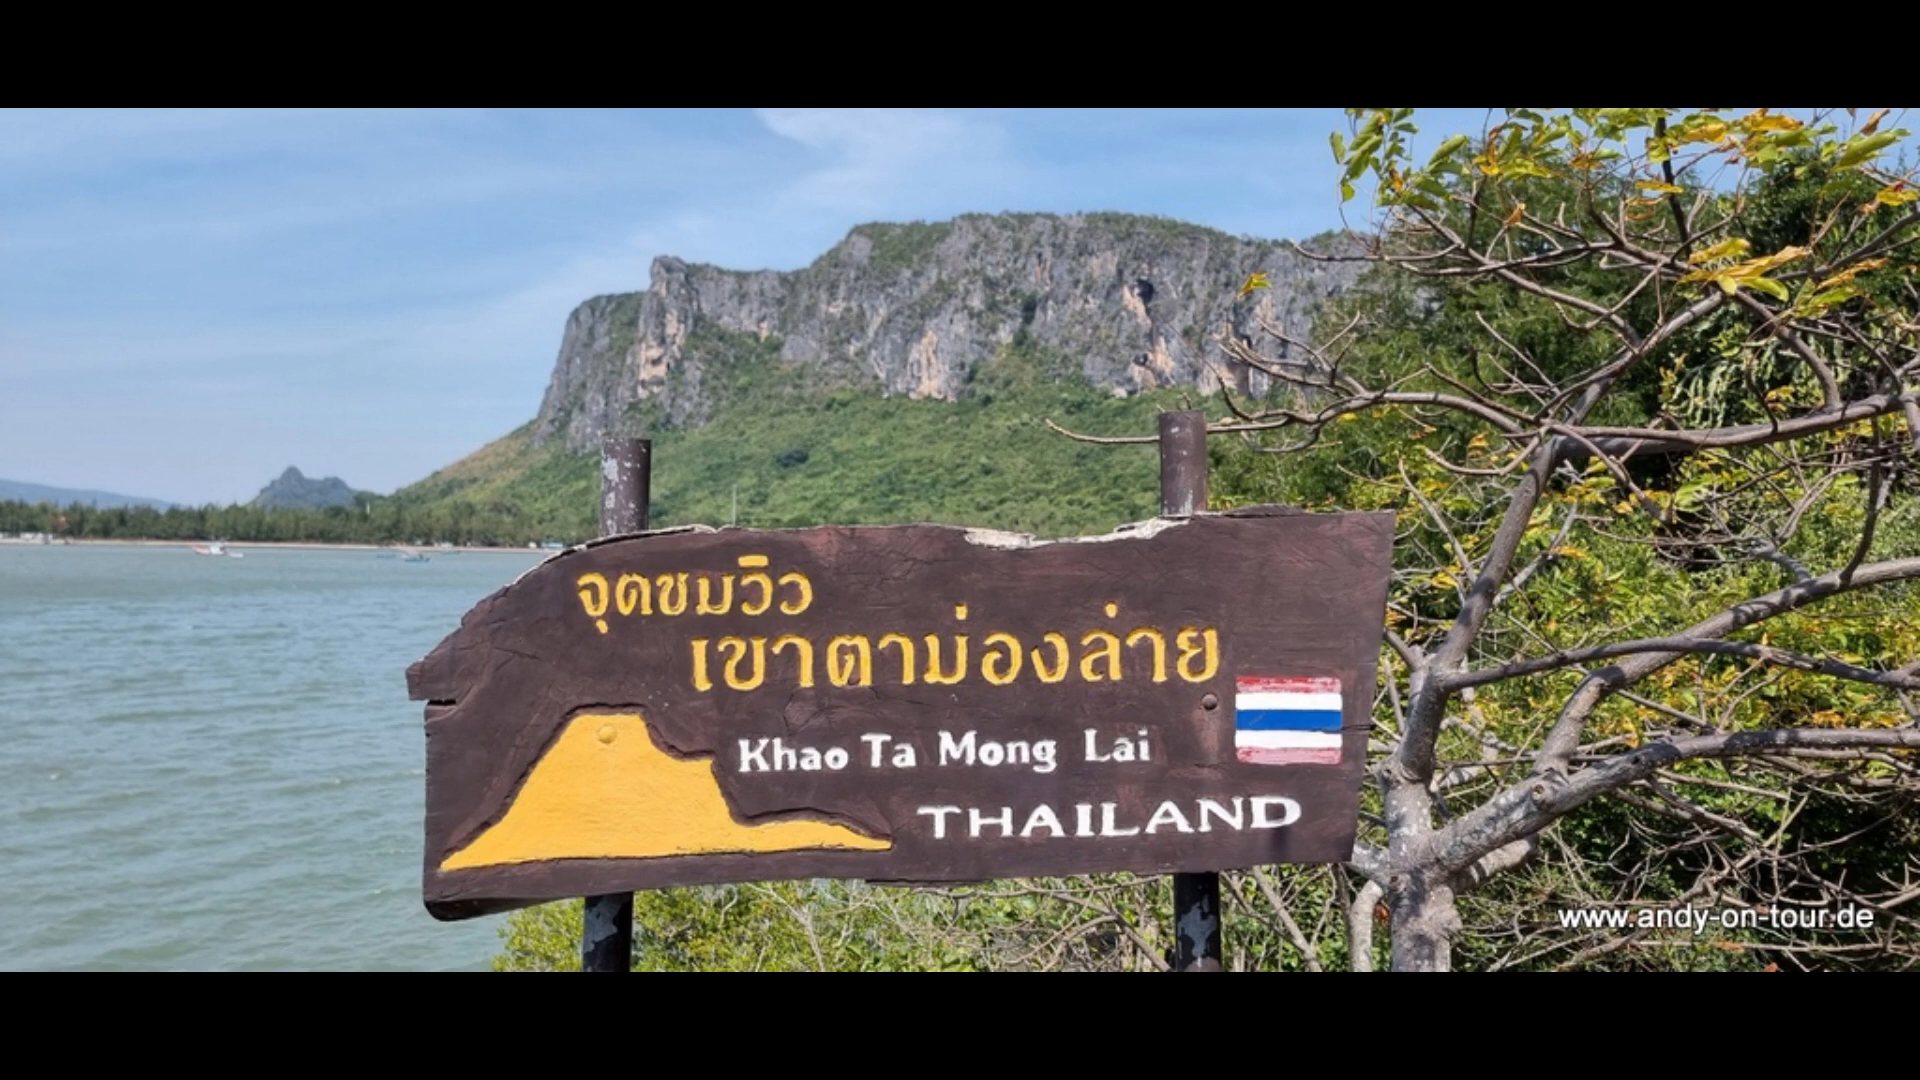 จุดชมวิว
เขาตาม่องล่าย
Khao Ta Mong Lai
THAILAND
www.andy-on-tour.de